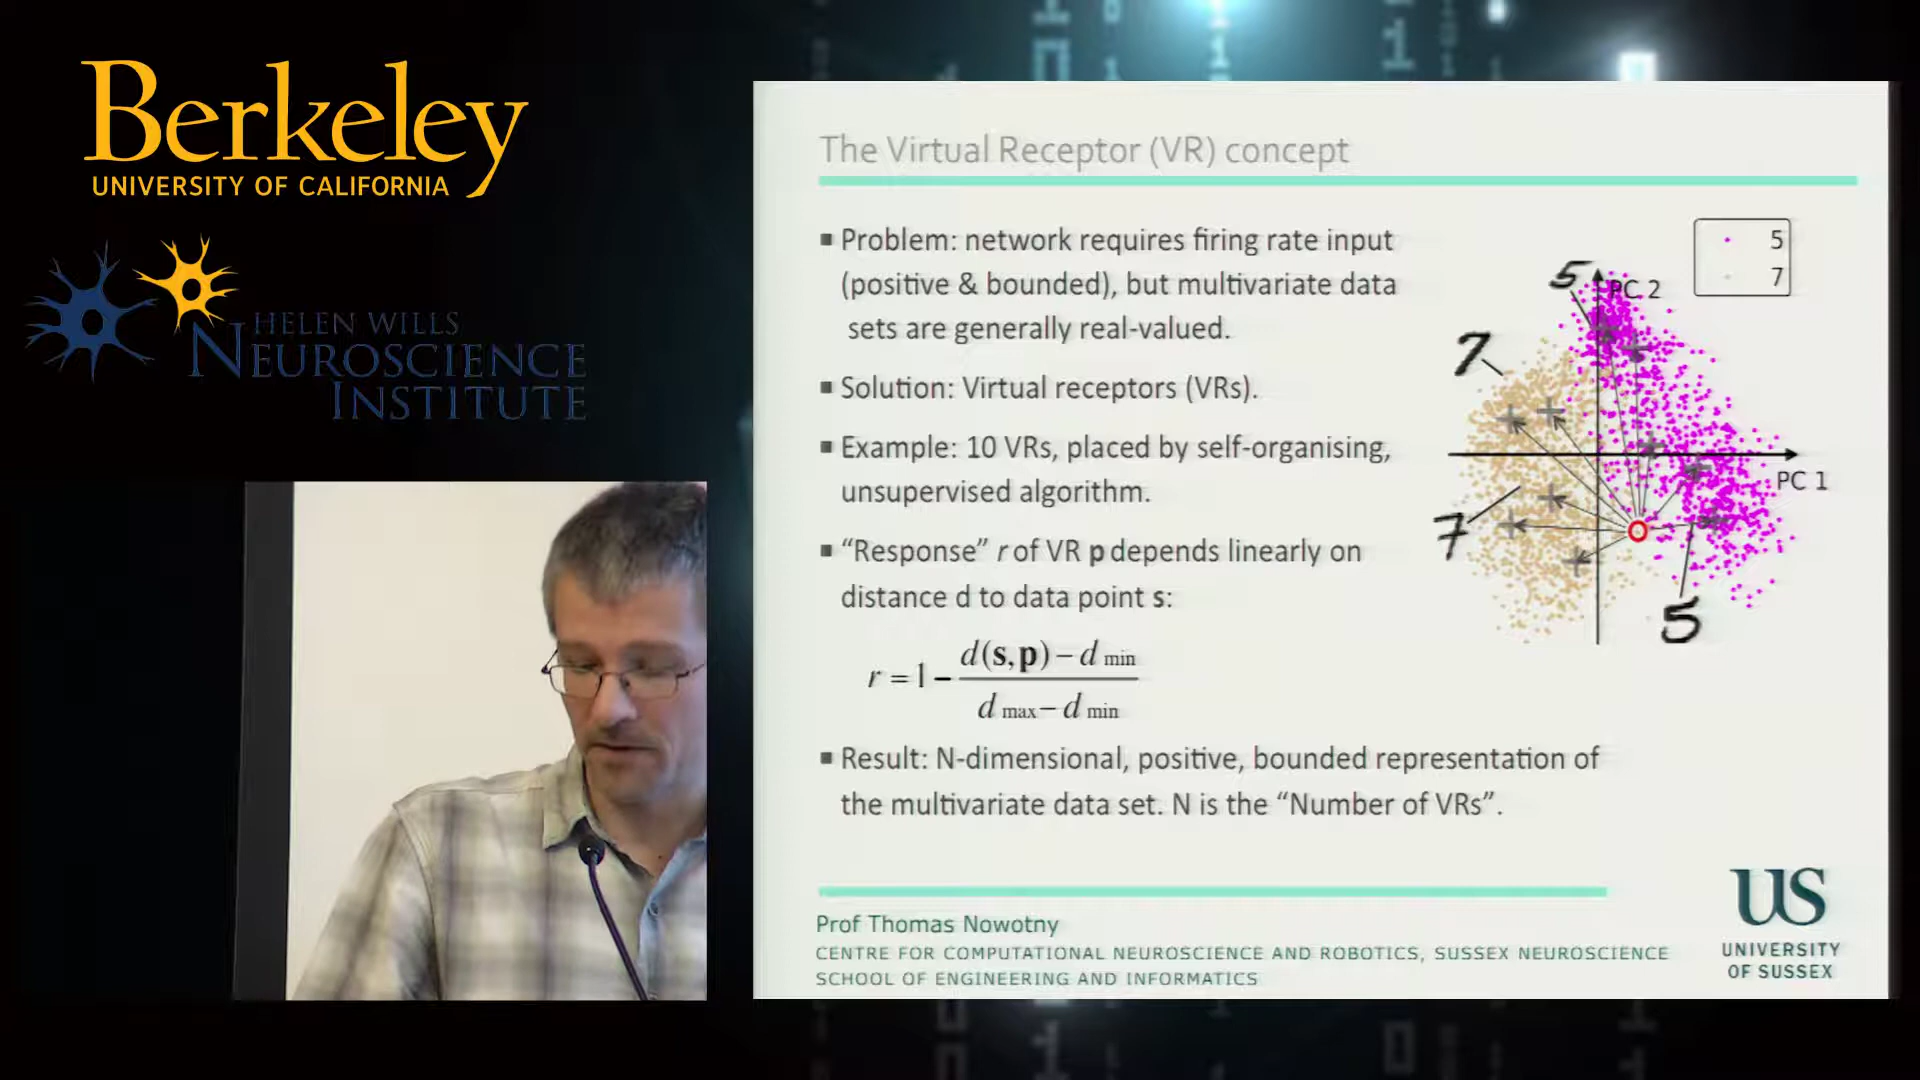 Berkeley
UNIVERSITY OF CALIFORNIA
HELEN WILLS
NEUROSCIENCE
INSTITUTE
The Virtual Receptor (VR) concept
Problem: network requires firing rate input
(positive & bounded), but multivariate data
sets are generally real-valued.
Solution: Virtual receptors (VRs).
Example: 10 VRs, placed by self-organising,
unsupervised algorithm.
“Response” r of VR p depends linearly on
distance d to data point s:
r = 1 - d(s,p) – d min
d max – d min
Result: N-dimensional, positive, bounded representation of
the multivariate data set. N is the “Number of VRs”.
5
7
5
PC 2
7
PC 1
7
5
Prof Thomas Nowotny
CENTRE FOR COMPUTATIONAL NEUROSCIENCE AND ROBOTICS, SUSSEX NEUROSCIENCE
SCHOOL OF ENGINEERING AND INFORMATICS
US
UNIVERSITY
OF SUSSEX